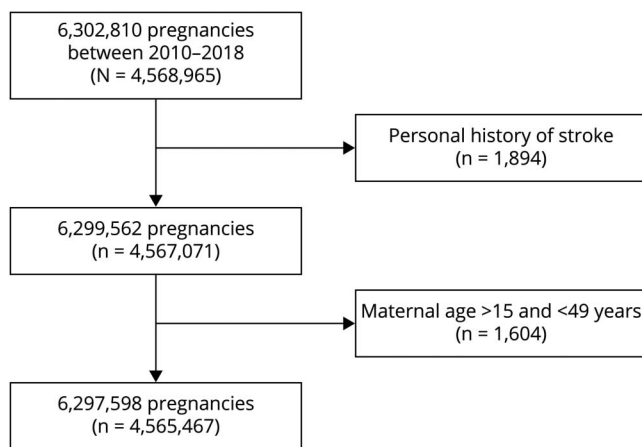 6,302,810 pregnancies
between 2010–2018
(N = 4,568,965)
Personal history of stroke
(n = 1,894)
6,299,562 pregnancies
(n = 4,567,071)
Maternal age >15 and <49 years
(n = 1,604)
6,297,598 pregnancies
(n = 4,565,467)